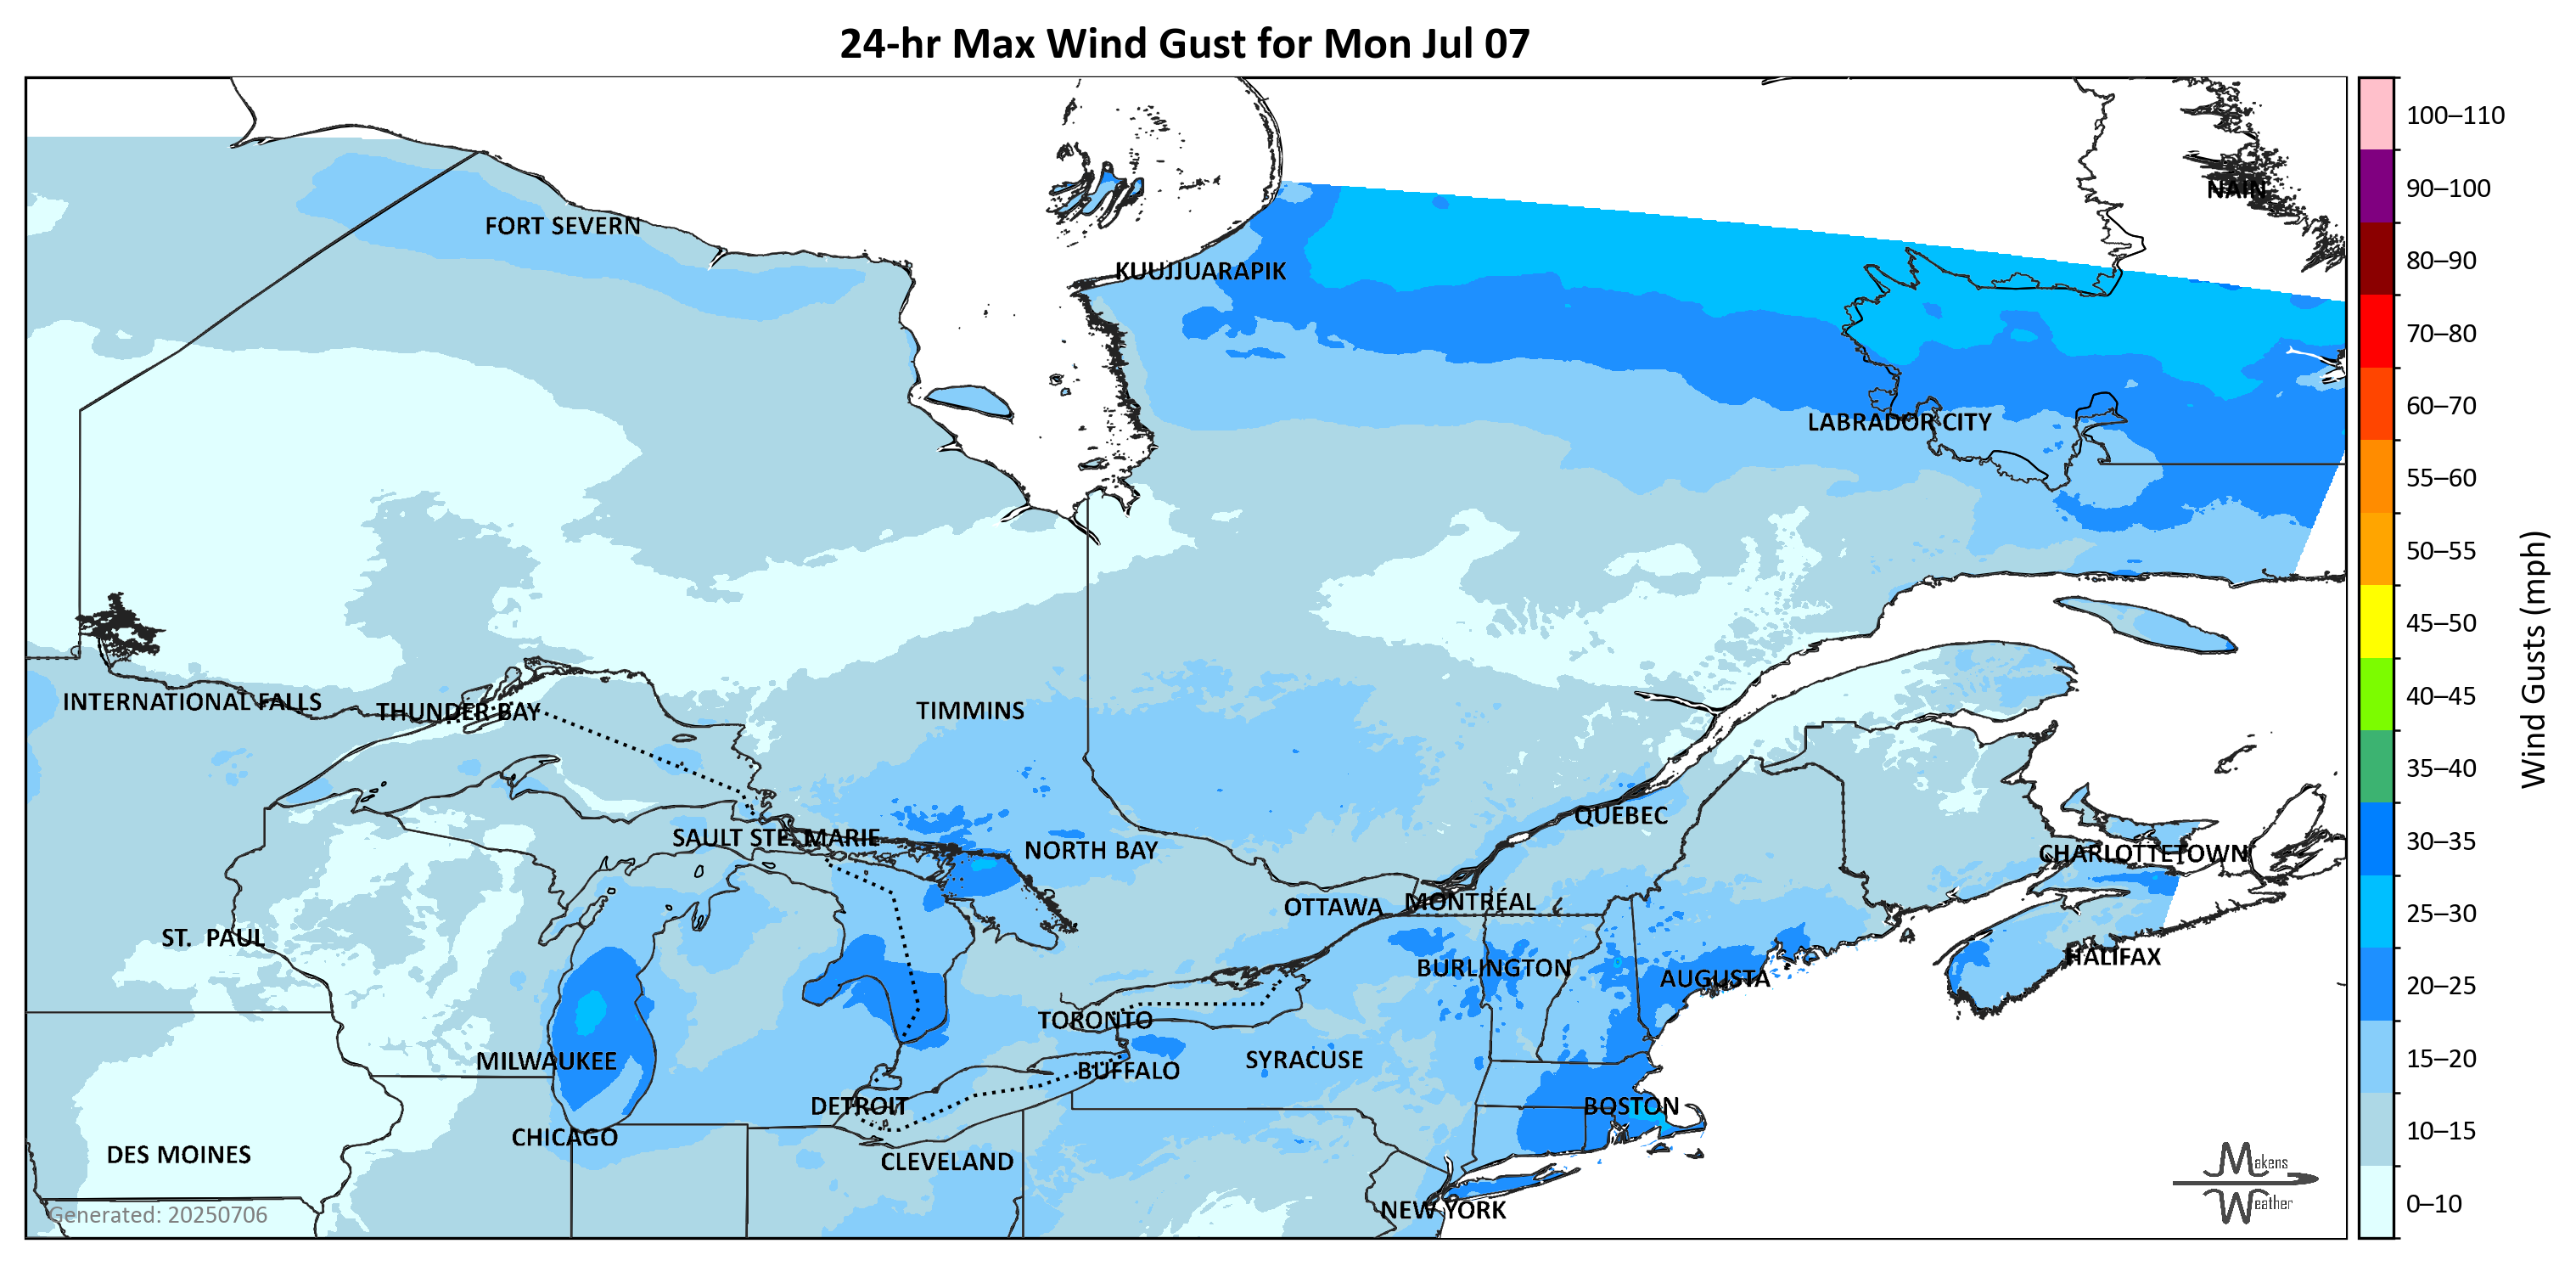 24-hr Max Wind Gust for Mon Jul 07
100–110
90–100
80–90
70–80
60–70
55–60
50–55
45–50
40–45
35–40
30–35
25–30
20–25
15–20
10–15
0–10
Wind Gusts (mph)
NAIN
FORT SEVERN
KUUJJUARAPIK
LABRADOR CITY
INTERNATIONAL FALLS
THUNDER BAY
TIMMINS
QUEBEC
SAULT STE. MARIE
NORTH BAY
CHARLOTTETOWN
OTTAWA
MONTRÉAL
ST. PAUL
HALIFAX
BURLINGTON
AUGUSTA
TORONTO
MILWAUKEE
SYRACUSE
BUFFALO
DETROIT
BOSTON
CHICAGO
DES MOINES
CLEVELAND
NEW YORK
Generated: 20250706
Makens
Weather